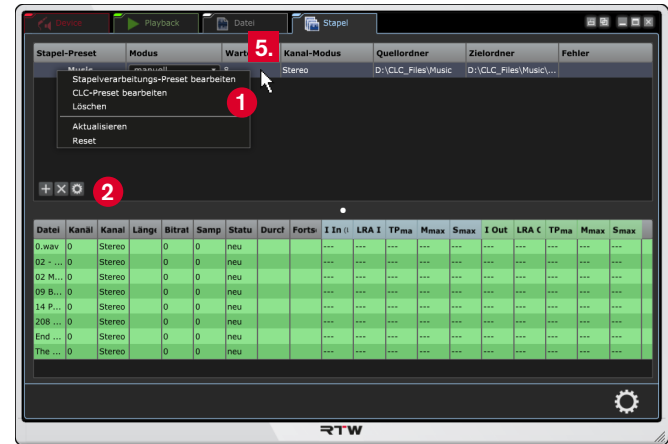 Device Playback Datei Stapel
5.
Stapel-Preset Modus Kanal-Modus Quellordner Zielordner Fehler
Music manuell 8 Stereo D:\CLC_Files\Music D:\CLC_Files\Music\...
Stapelverarbeitungs-Preset bearbeiten
CLC-Preset bearbeiten
Löschen
1
Aktualisieren
Reset
2
Datei Kanäl Kanal Länge Bitrat Samp Statu Durch Forts I In LRA I TPma Mmax Smax I Out LRA TPma Mmax Smax
0.wav 0 Stereo 0 0 neu --- --- --- --- --- --- --- --- --- ---
02 - ... 0 Stereo 0 0 neu --- --- --- --- --- --- --- --- --- ---
02 M... 0 Stereo 0 0 neu --- --- --- --- --- --- --- --- --- ---
09 B... 0 Stereo 0 0 neu --- --- --- --- --- --- --- --- --- ---
14 P... 0 Stereo 0 0 neu --- --- --- --- --- --- --- --- --- ---
208 ... 0 Stereo 0 0 neu --- --- --- --- --- --- --- --- --- ---
End ... 0 Stereo 0 0 neu --- --- --- --- --- --- --- --- --- ---
The ... 0 Stereo 0 0 neu --- --- --- --- --- --- --- --- --- ---
RTW